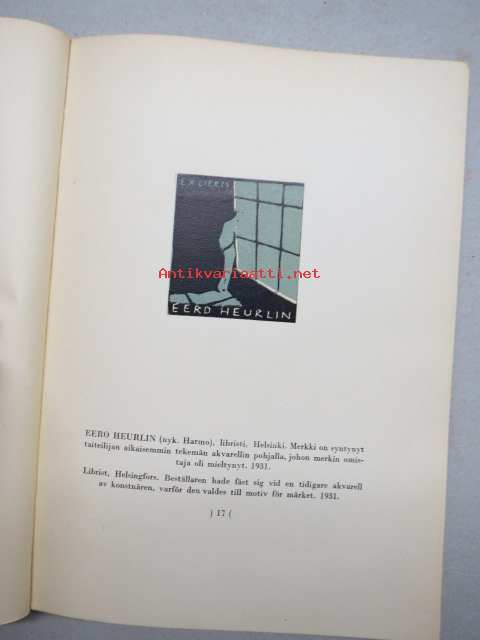 EX LIBRIS
Antikvariaatti.net
EERO HEURLIN
EERO HEURLIN (nyk. Harmo), libristi, Helsinki. Merkki on syntynyt
taiteilijan aikaisemmin tekemän akvarellin pohjalla, johon merkin omis-
taja oli mieltynyt. 1931.
Librist, Helsingfors. Beställaren hade fäst sig vid en tidigare akvarell
av konstnären, varför den valdes till motiv för märket. 1931.
) 17 (